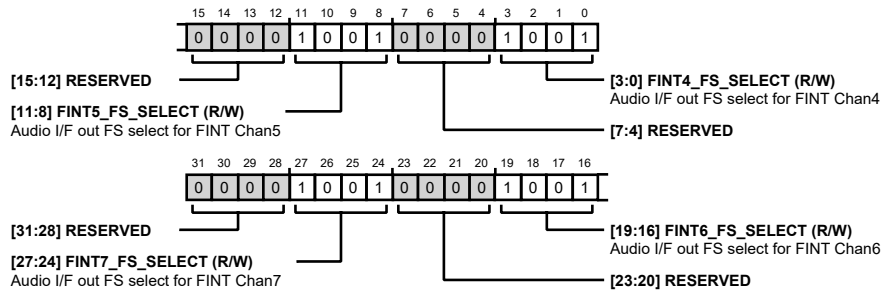 15 14 13 12 11 10 9 8 7 6 5 4 3 2 1 0
0 0 0 0 1 0 0 1 0 0 0 0 1 0 0 1
[15:12] RESERVED
[3:0] FINT4_FS_SELECT (R/W)
Audio I/F out FS select for FINT Chan4
[11:8] FINT5_FS_SELECT (R/W)
Audio I/F out FS select for FINT Chan5
[7:4] RESERVED
31 30 29 28 27 26 25 24 23 22 21 20 19 18 17 16
0 0 0 0 1 0 0 1 0 0 0 0 1 0 0 1
[31:28] RESERVED
[19:16] FINT6_FS_SELECT (R/W)
Audio I/F out FS select for FINT Chan6
[27:24] FINT7_FS_SELECT (R/W)
Audio I/F out FS select for FINT Chan7
[23:20] RESERVED